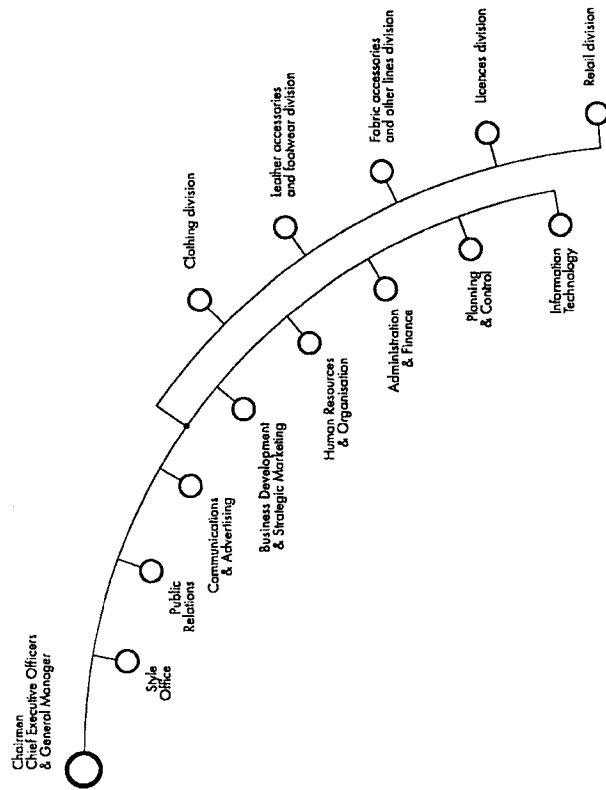 Chairmen
Chief Executive Officers
& General Manager
Style
Office
Public
Relations
Communications
& Advertising
Business Development
& Strategic Marketing
Human Resources
& Organisation
Administration
& Finance
Planning
& Control
Information
Technology
Clothing division
Leather accessories
and footwear division
Fabric accessories
and other lines division
Licences division
Retail division